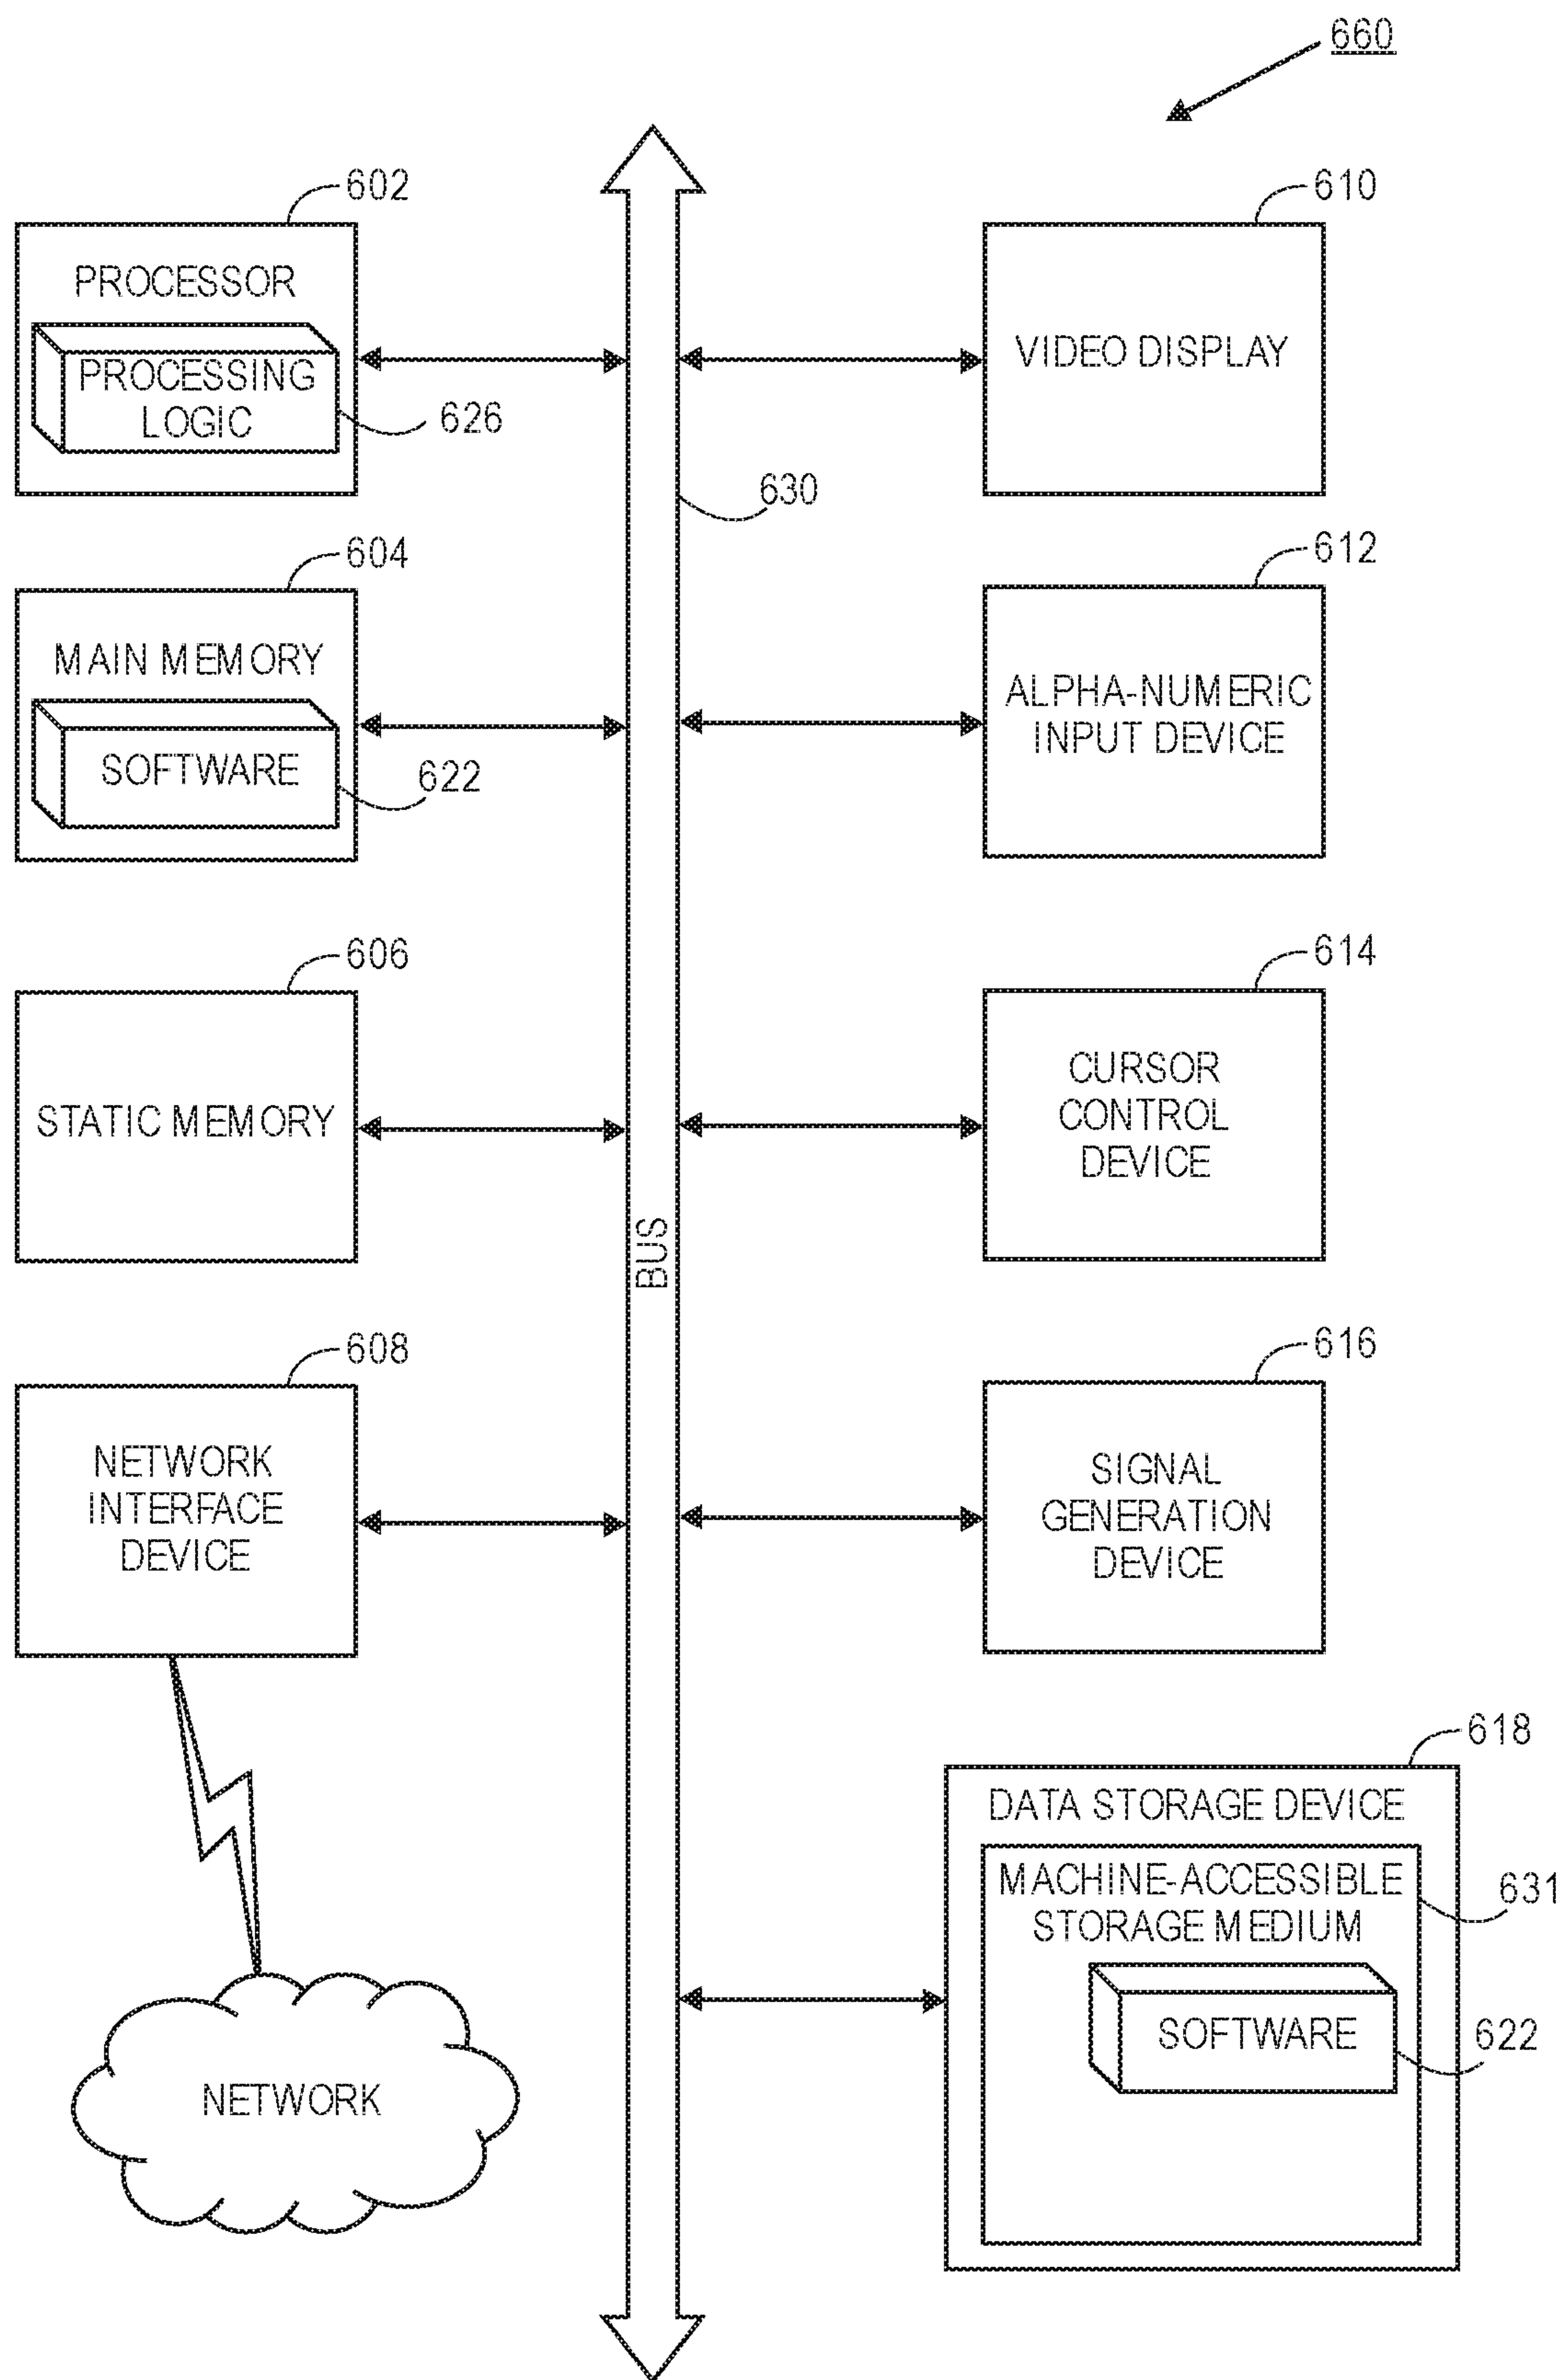 660
602
PROCESSOR
PROCESSING
LOGIC
626
604
MAIN MEMORY
SOFTWARE
622
606
STATIC MEMORY
608
NETWORK
INTERFACE
DEVICE
NETWORK
630
BUS
610
VIDEO DISPLAY
612
ALPHA-NUMERIC
INPUT DEVICE
614
CURSOR
CONTROL
DEVICE
616
SIGNAL
GENERATION
DEVICE
618
DATA STORAGE DEVICE
MACHINE-ACCESSIBLE
STORAGE MEDIUM
631
SOFTWARE
622